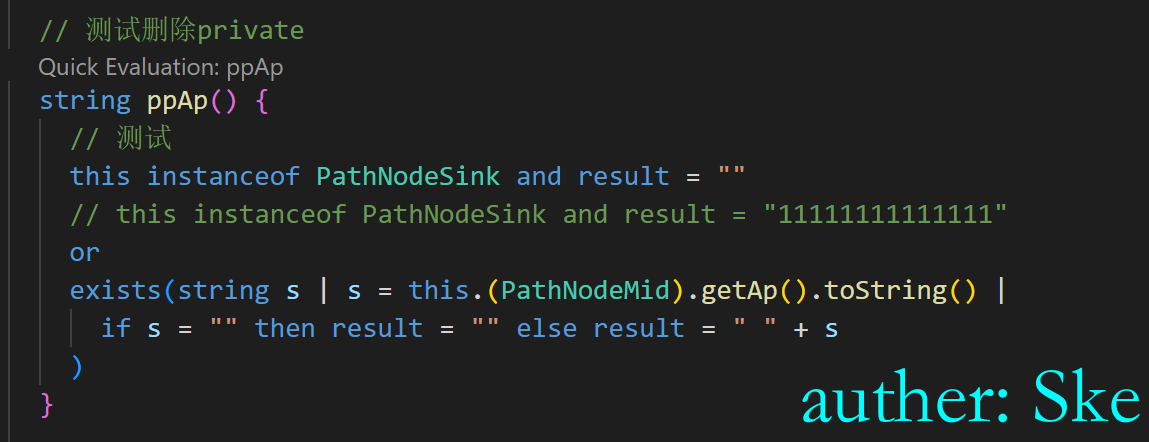 // 测试删除private
Quick Evaluation: ppAp
string ppAp() {
// 测试
this instanceof PathNodeSink and result = ""
// this instanceof PathNodeSink and result = "11111111111111"
or
exists(string s | s = this.(PathNodeMid).getAp().toString() |
if s = "" then result = "" else result = " " + s
)
}
auther: Ske